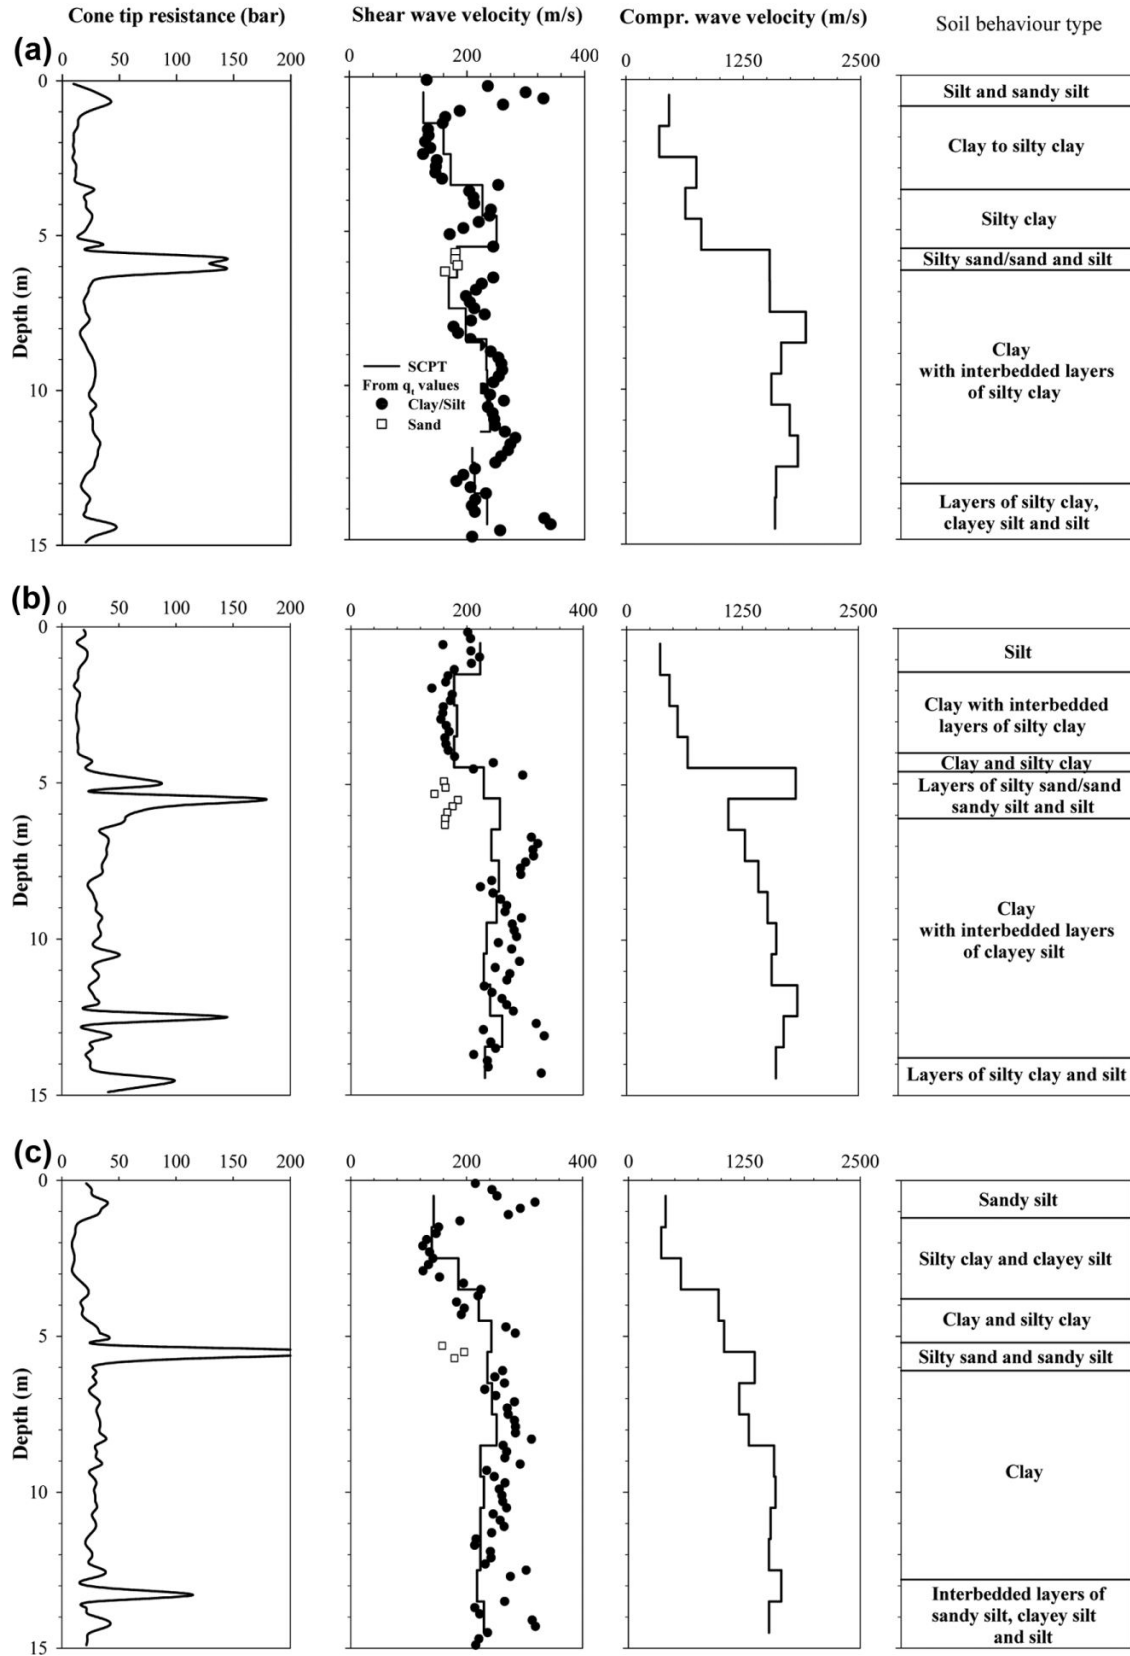 Cone tip resistance (bar) Shear wave velocity (m/s) Compr. wave velocity (m/s) Soil behaviour type
(a)
0 50 100 150 200
0 200 400
0 1250 2500
Depth (m)
0
5
10
15
SCPT
From qt values
Clay/Silt
Sand
Silt and sandy silt
Clay to silty clay
Silty clay
Silty sand/sand and silt
Clay
with interbedded layers
of silty clay
Layers of silty clay,
clayey silt and silt
(b)
0 50 100 150 200
0 200 400
0 1250 2500
Depth (m)
0
5
10
15
Silt
Clay with interbedded
layers of silty clay
Clay and silty clay
Layers of silty sand/sand
sandy silt and silt
Clay
with interbedded layers
of clayey silt
Layers of silty clay and silt
(c)
0 50 100 150 200
0 200 400
0 1250 2500
Depth (m)
0
5
10
15
Sandy silt
Silty clay and clayey silt
Clay and silty clay
Silty sand and sandy silt
Clay
Interbedded layers of
sandy silt, clayey silt
and silt